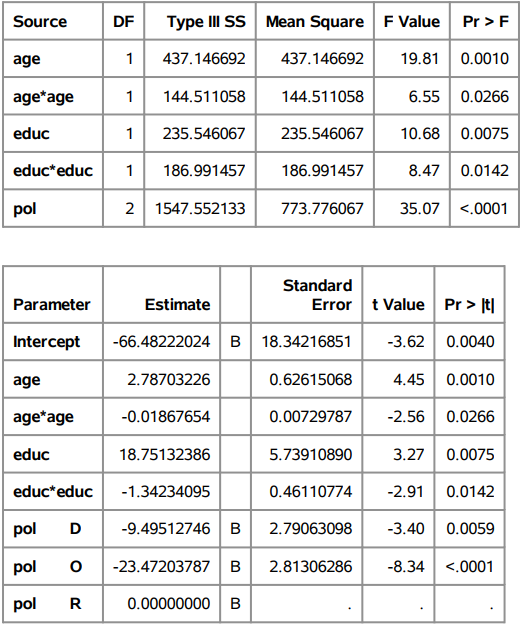 Source DF Type III SS Mean Square F Value Pr > F
age 1 437.146692 437.146692 19.81 0.0010
age*age 1 144.511058 144.511058 6.55 0.0266
educ 1 235.546067 235.546067 10.68 0.0075
educ*educ 1 186.991457 186.991457 8.47 0.0142
pol 2 1547.552133 773.776067 35.07 <.0001
Parameter Estimate Standard Error t Value Pr > |t|
Intercept -66.48222024 B 18.34216851 -3.62 0.0040
age 2.78703226 0.62615068 4.45 0.0010
age*age -0.01867654 0.00729787 -2.56 0.0266
educ 18.75132386 5.73910890 3.27 0.0075
educ*educ -1.34234095 0.46110774 -2.91 0.0142
pol D -9.49512746 B 2.79063098 -3.40 0.0059
pol O -23.47203787 B 2.81306286 -8.34 <.0001
pol R 0.00000000 B . . .